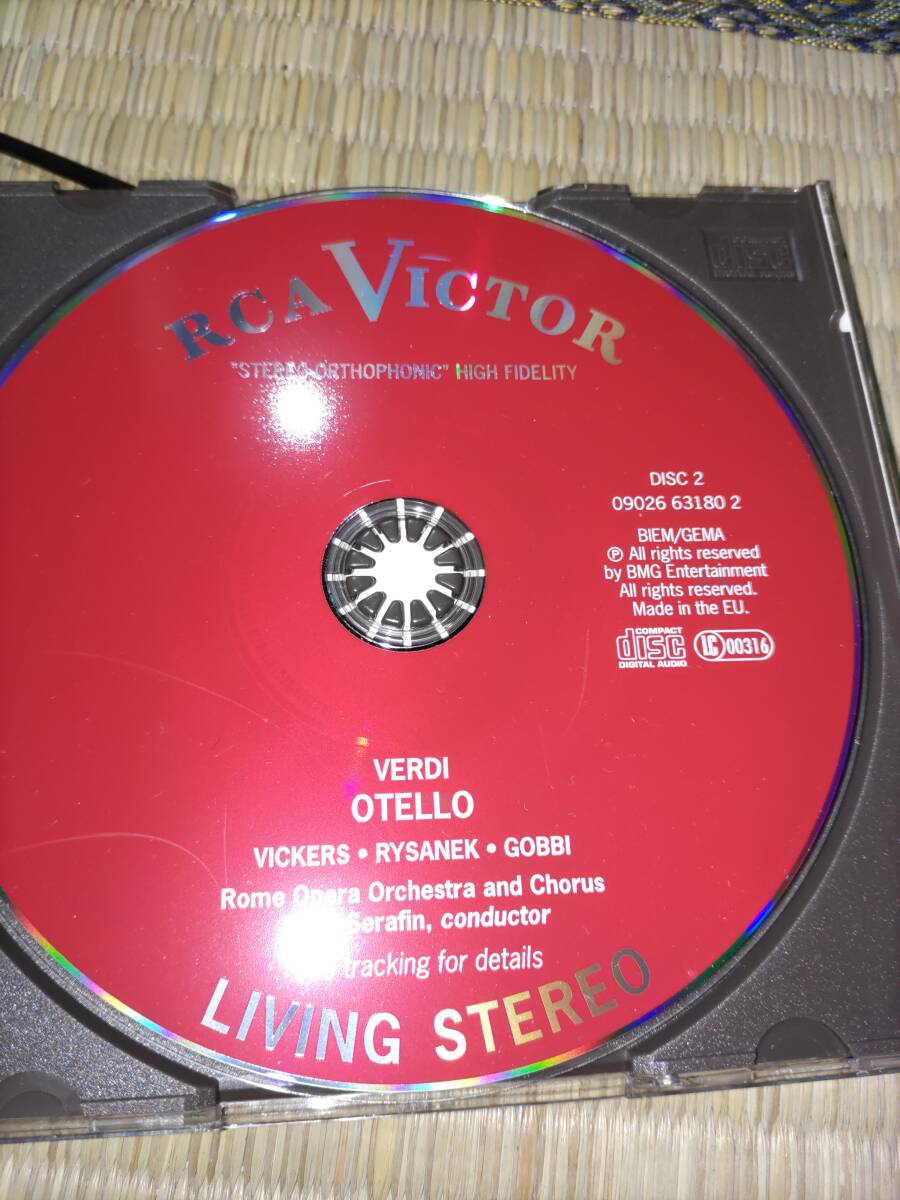 RCA VICTOR
"STEREO-ORTHOPHONIC" HIGH FIDELITY
DISC 2
09026 63180 2
BIEM/GEMA
Ⓟ All rights reserved
by BMG Entertainment
All rights reserved.
Made in the EU.
COMPACT
disc
DIGITAL AUDIO
LC 00316
VERDI
OTELLO
VICKERS • RYSANEK • GOBBI
Rome Opera Orchestra and Chorus
Serafin, conductor
tracking for details
LIVING STEREO